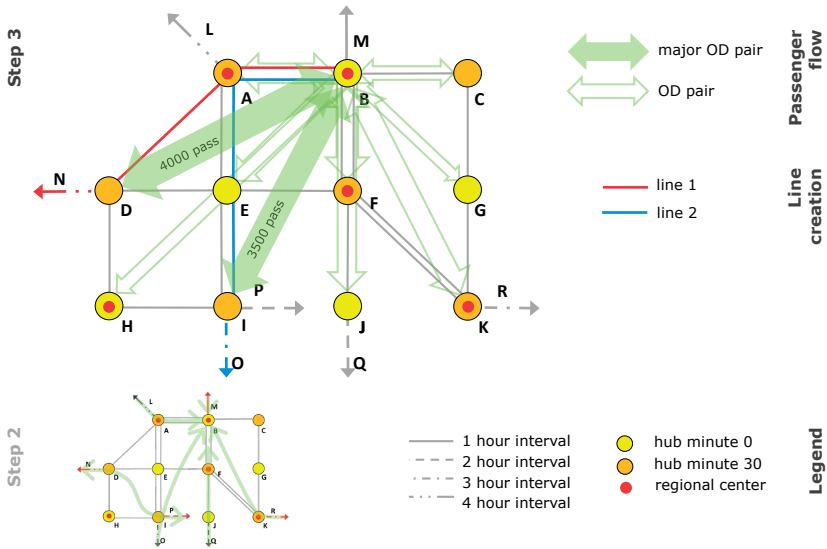 Step 3
L
M
A
B
C
4000 pass
N
D
E
F
G
3500 pass
P
R
H
I
J
K
O
Q
major OD pair
OD pair
Passenger
flow
line 1
line 2
Line
creation
Step 2
L
M
A
B
C
N
D
E
F
G
P
R
H
I
I
J
K
O
Q
1 hour interval
2 hour interval
3 hour interval
4 hour interval
hub minute 0
hub minute 30
regional center
Legend